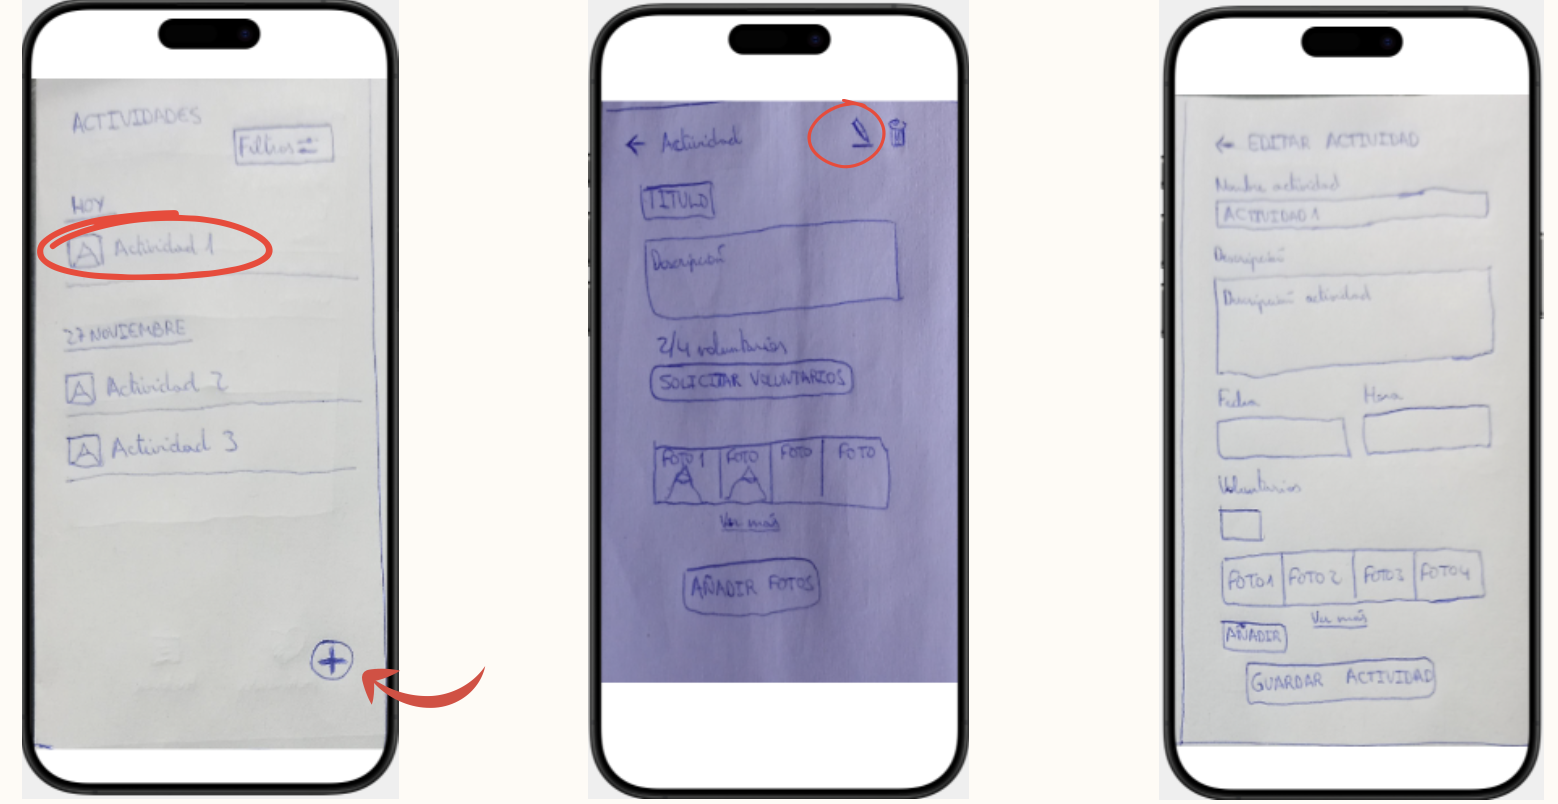 ACTIVIDADES
Filtros
HOY
Actividad 1
27 NOVIEMBRE
Actividad 2
Actividad 3
← Actividad
TITULO
Descripción
2/4 voluntarios
SOLICITAR VOLUNTARIOS
FOTO 1 FOTO FOTO FOTO
Ver más
AÑADIR FOTOS
← EDITAR ACTIVIDAD
Nombre actividad
ACTIVIDAD 1
Descripción
Descripción actividad
Fecha Hora
Voluntarios
FOTO 1 FOTO 2 FOTO 3 FOTO 4
Ver más
AÑADIR
GUARDAR ACTIVIDAD